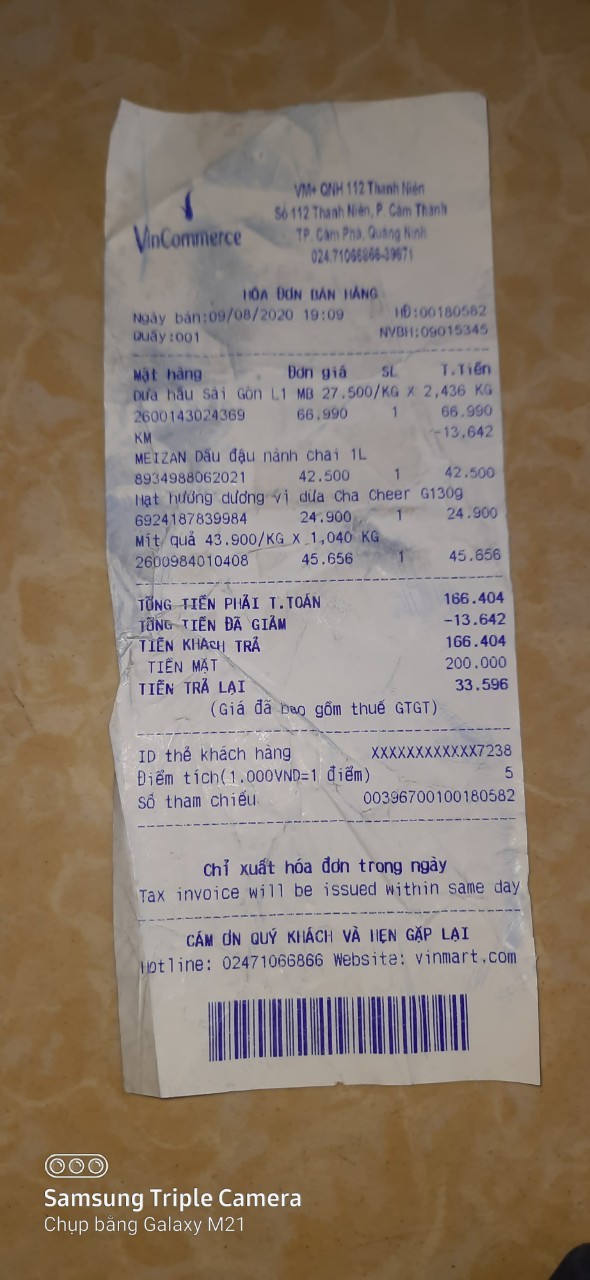 VinCommerce
VM+ QNH 112 Thanh Niên
Số 112 Thanh Niên, P. Cẩm Thành
TP. Cẩm Phả, Quảng Ninh
024.71066866-39671
HÓA ĐƠN BÁN HÀNG
Ngày bán:09/08/2020 19:09 HĐ:00180582
Quầy:001 NVBH:09015345
Mặt hàng Đơn giá SL T.Tiền
Dưa hấu Sài Gòn L1 MB 27.500/KG X 2,436 KG
2600143024369 66.990 1 66.990
KM -13.642
MEIZAN Dầu đậu nành chai 1L
8934988062021 42.500 1 42.500
Hạt hướng dương vị dừa Cha Cheer G130g
6924187839984 24.900 1 24.900
Mít quả 43.900/KG X 1,040 KG
2600984010408 45.656 1 45.656
TỔNG TIỀN PHẢI T.TOÁN 166.404
TỔNG TIỀN ĐÃ GIẢM -13.642
TIỀN KHÁCH TRẢ 166.404
TIỀN MẶT 200.000
TIỀN TRẢ LẠI 33.596
(Giá đã bao gồm thuế GTGT)
ID thẻ khách hàng XXXXXXXXXXXX7238
Điểm tích(1.000VND=1 điểm) 5
Số tham chiếu 00396700100180582
Chỉ xuất hóa đơn trong ngày
Tax invoice will be issued within same day
CẢM ƠN QUÝ KHÁCH VÀ HẸN GẶP LẠI
Hotline: 02471066866 Website: vinmart.com
Samsung Triple Camera
Chụp bằng Galaxy M21